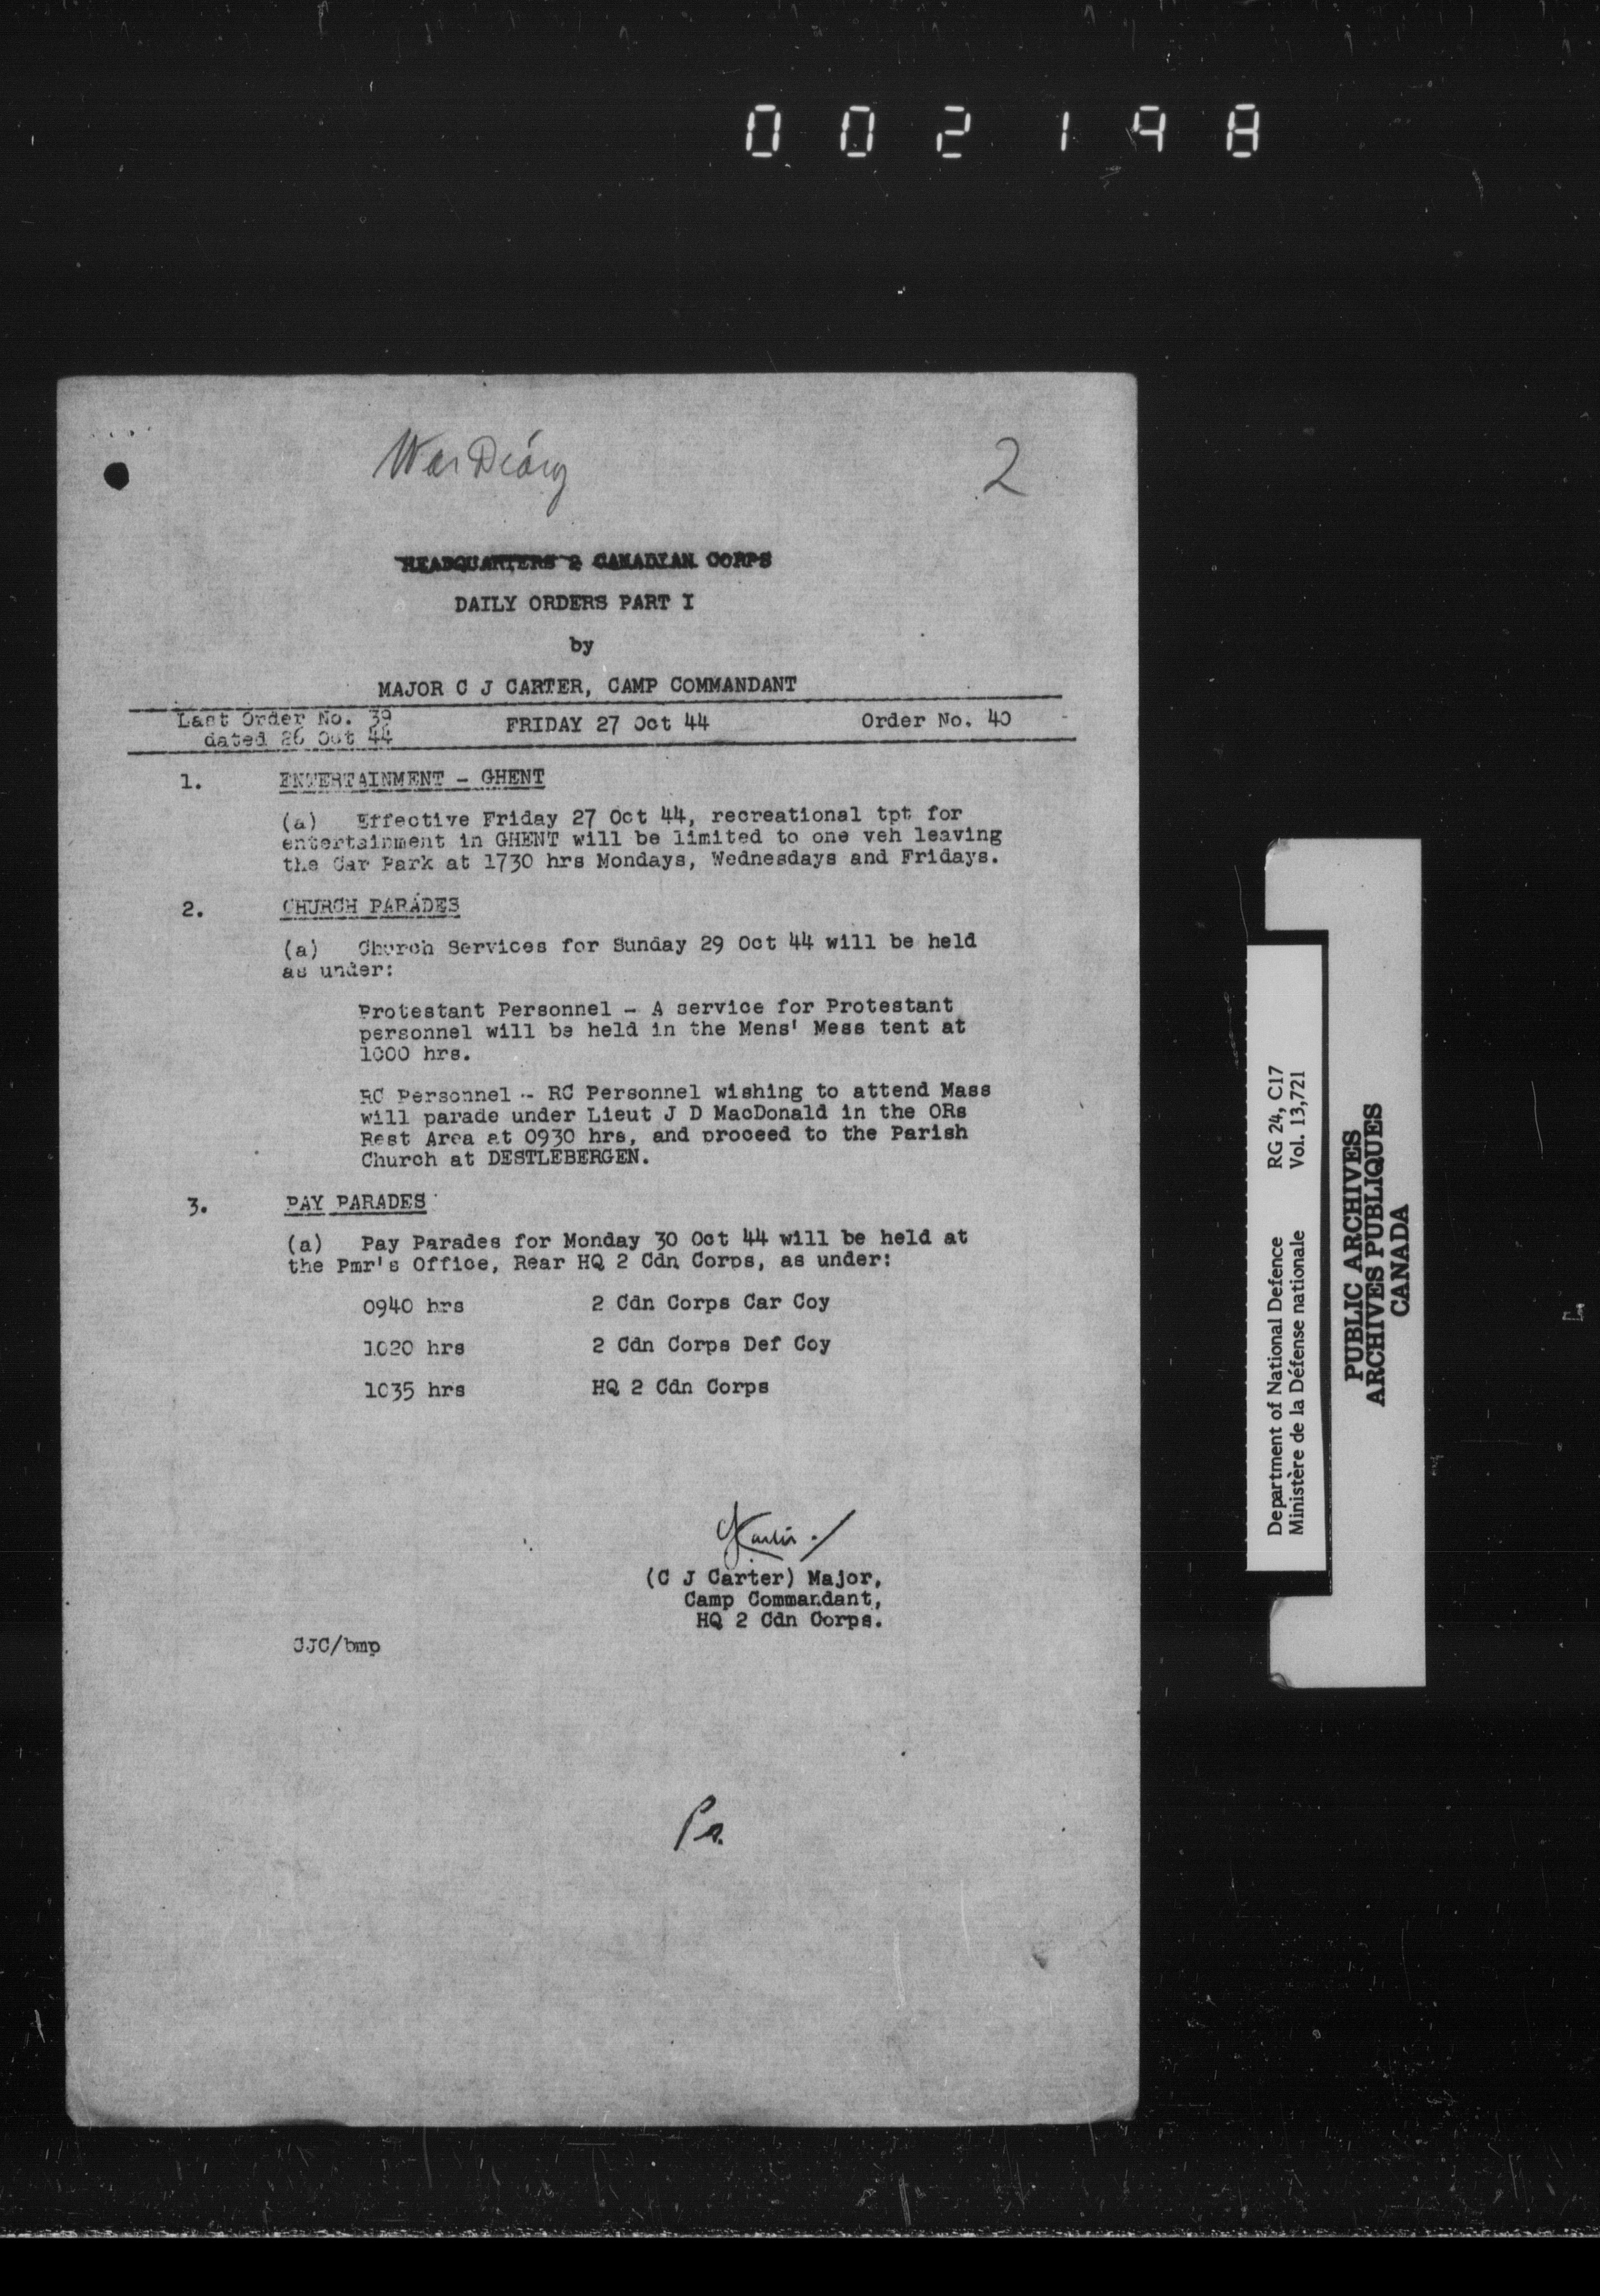 002198
War Diary
2
HEADQUARTERS 2 CANADIAN CORPS
DAILY ORDERS PART I
by
MAJOR C J CARTER, CAMP COMMANDANT
Last Order No. 39
dated 26 Oct 44
FRIDAY 27 Oct 44
Order No. 40
1. ENTERTAINMENT - GHENT
(a) Effective Friday 27 Oct 44, recreational tpt for
entertainment in GHENT will be limited to one veh leaving
the Car Park at 1730 hrs Mondays, Wednesdays and Fridays.
2. CHURCH PARADES
(a) Church Services for Sunday 29 Oct 44 will be held
as under:
Protestant Personnel - A service for Protestant
personnel will be held in the Mens' Mess tent at
1000 hrs.
RC Personnel - RC Personnel wishing to attend Mass
will parade under Lieut J D MacDonald in the ORs
Rest Area at 0930 hrs, and proceed to the Parish
Church at DESTLEBERGEN.
3. PAY PARADES
(a) Pay Parades for Monday 30 Oct 44 will be held at
the Pmr's Office, Rear HQ 2 Cdn Corps, as under:
0940 hrs 2 Cdn Corps Car Coy
1020 hrs 2 Cdn Corps Def Coy
1035 hrs HQ 2 Cdn Corps
CJCarter
(C J Carter) Major,
Camp Commandant,
HQ 2 Cdn Corps.
CJC/bmp
Department of National Defence RG 24, C17
Ministère de la Défense nationale Vol. 13,721
PUBLIC ARCHIVES
ARCHIVES PUBLIQUES
CANADA